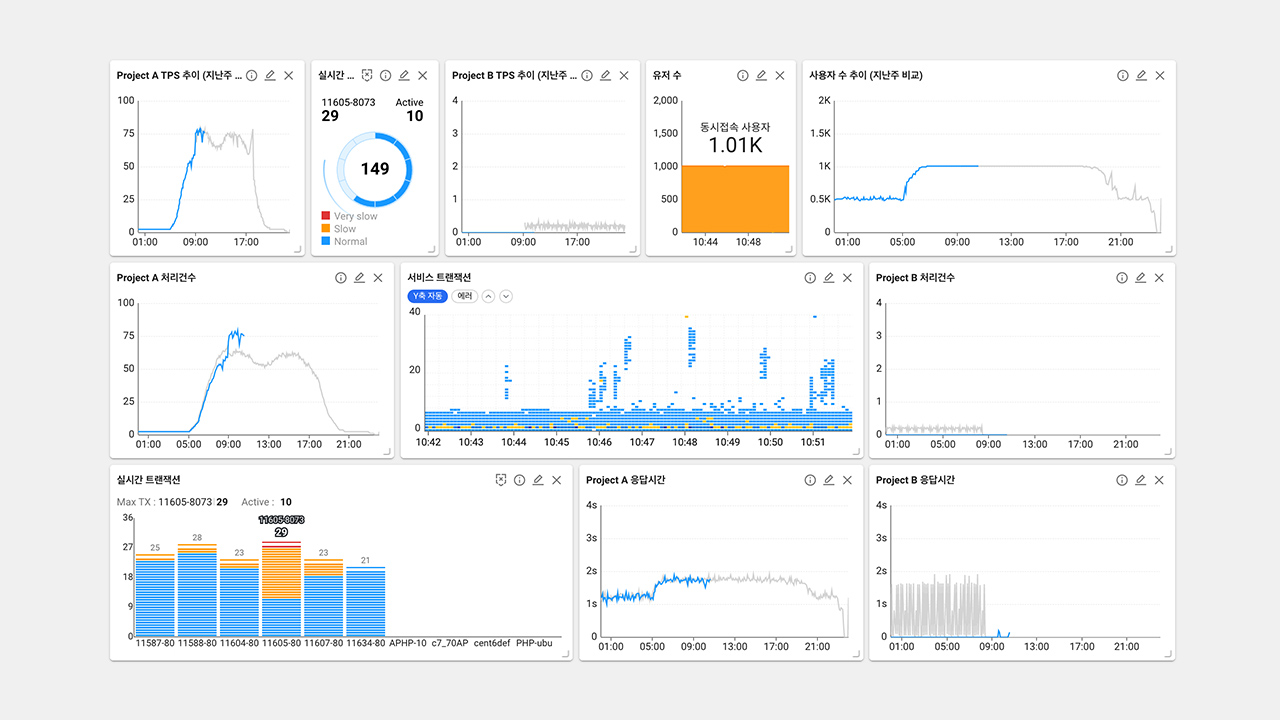 Project A TPS 추이 (지난주 ...
100
75
50
25
0
01:00 09:00 17:00
실시간 ...
11605-8073 Active
29 10
149
Very slow
Slow
Normal
Project B TPS 추이 (지난주 ...
4
3
2
1
0
01:00 09:00 17:00
유저 수
2,000
1,500
1,000
500
0
동시접속 사용자
1.01K
10:44 10:48
사용자 수 추이 (지난주 비교)
2K
1.5K
1K
0.5K
0
01:00 05:00 09:00 13:00 17:00 21:00
Project A 처리건수
100
75
50
25
0
01:00 05:00 09:00 13:00 17:00 21:00
서비스 트랜잭션
Y축 자동 에러
40
20
0
10:42 10:43 10:44 10:45 10:46 10:47 10:48 10:49 10:50 10:51
Project B 처리건수
4
3
2
1
0
01:00 05:00 09:00 13:00 17:00 21:00
실시간 트랜잭션
Max TX : 11605-8073 29 Active : 10
36
27
18
9
0
25 28 23 11605-8073 29 23 21
11587-80 11588-80 11604-80 11605-80 11607-80 11634-80 APHP-10 c7_70AP cent6def PHP-ubu
Project A 응답시간
4s
3s
2s
1s
0
01:00 05:00 09:00 13:00 17:00 21:00
Project B 응답시간
4s
3s
2s
1s
0
01:00 05:00 09:00 13:00 17:00 21:00